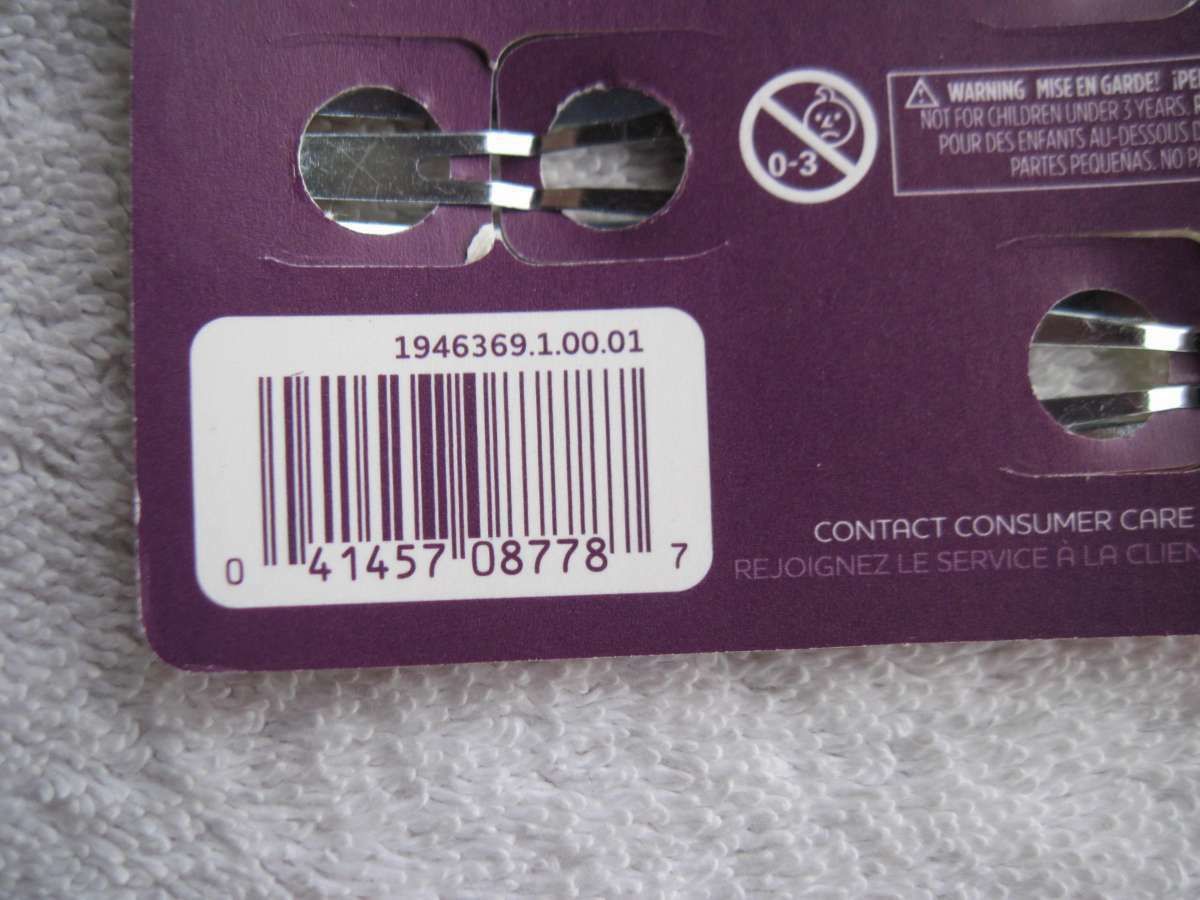 0-3
WARNING MISE EN GARDE!
NOT FOR CHILDREN UNDER 3 YEARS.
POUR DES ENFANTS AU-DESSOUS
PARTES PEQUEÑAS. NO
1946369.1.00.01
0 41457 08778 7
CONTACT CONSUMER CARE
REJOIGNEZ LE SERVICE À LA